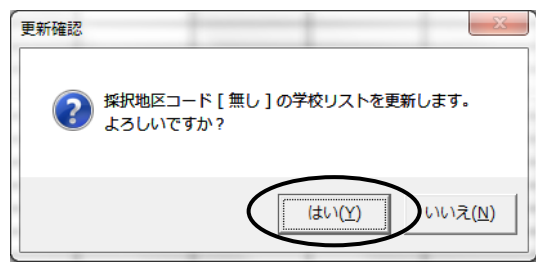 更新確認
採択地区コード [ 無し ] の学校リストを更新します。
よろしいですか？
はい(Y) いいえ(N)